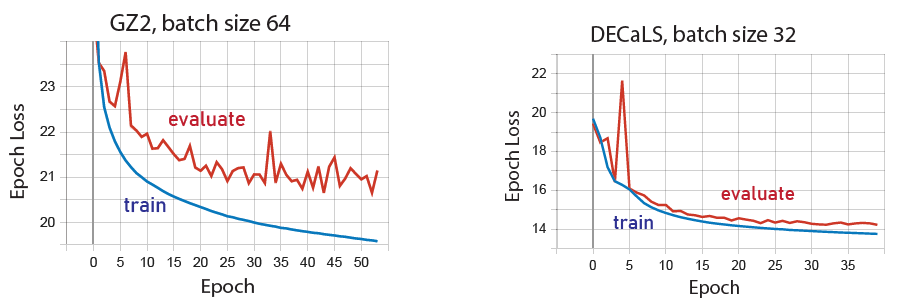 GZ2, batch size 64
Epoch Loss
23
22
21
20
evaluate
train
0 5 10 15 20 25 30 35 40 45 50
Epoch
DECaLS, batch size 32
Epoch Loss
22
20
18
16
14
evaluate
train
0 5 10 15 20 25 30 35
Epoch